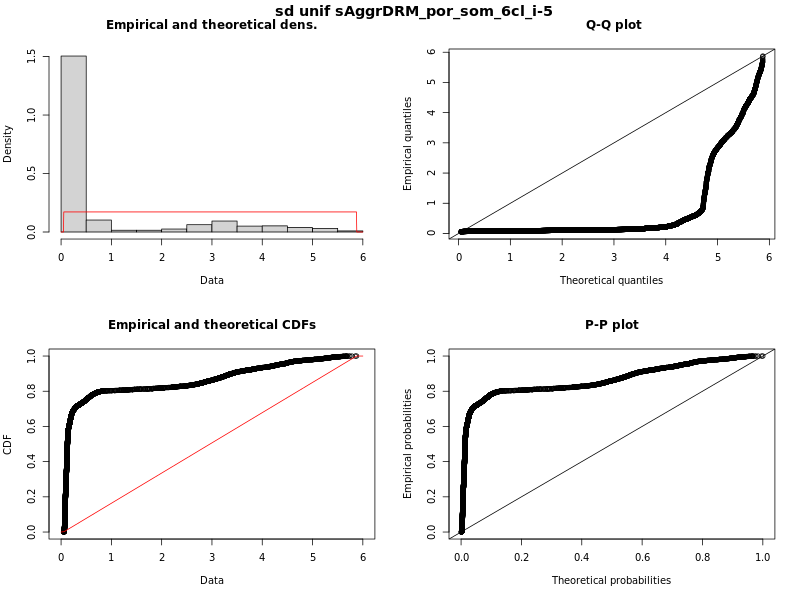 sd unif sAggrDRM_por_som_6cl_i-5
Empirical and theoretical dens.
Density
0.0 0.5 1.0 1.5
0 1 2 3 4 5 6
Data
Q-Q plot
Empirical quantiles
0 1 2 3 4 5 6
0 1 2 3 4 5 6
Theoretical quantiles
Empirical and theoretical CDFs
CDF
0.0 0.2 0.4 0.6 0.8 1.0
0 1 2 3 4 5 6
Data
P-P plot
Empirical probabilities
0.0 0.2 0.4 0.6 0.8 1.0
0.0 0.2 0.4 0.6 0.8 1.0
Theoretical probabilities